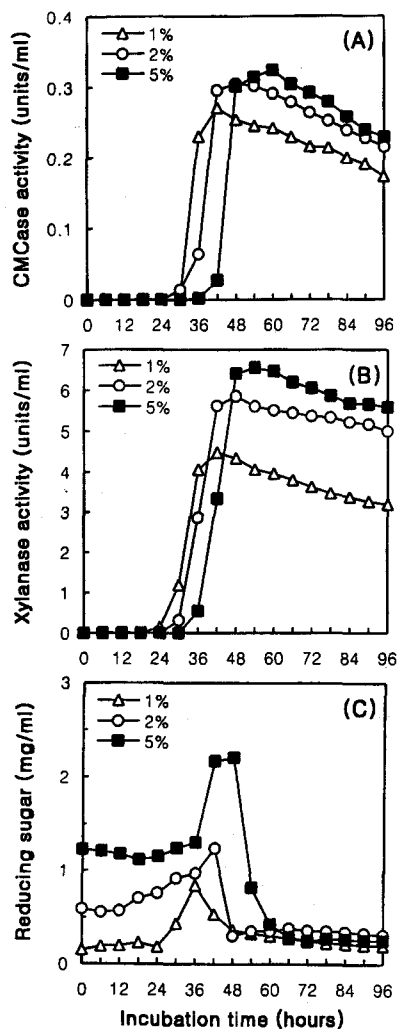 (A)
1%
2%
5%
CMCase activity (units/ml)
0.4
0.3
0.2
0.1
0
0 12 24 36 48 60 72 84 96
(B)
1%
2%
5%
Xylanase activity (units/ml)
7
6
5
4
3
2
1
0
0 12 24 36 48 60 72 84 96
(C)
1%
2%
5%
Reducing sugar (mg/ml)
3
2
1
0
0 12 24 36 48 60 72 84 96
Incubation time (hours)